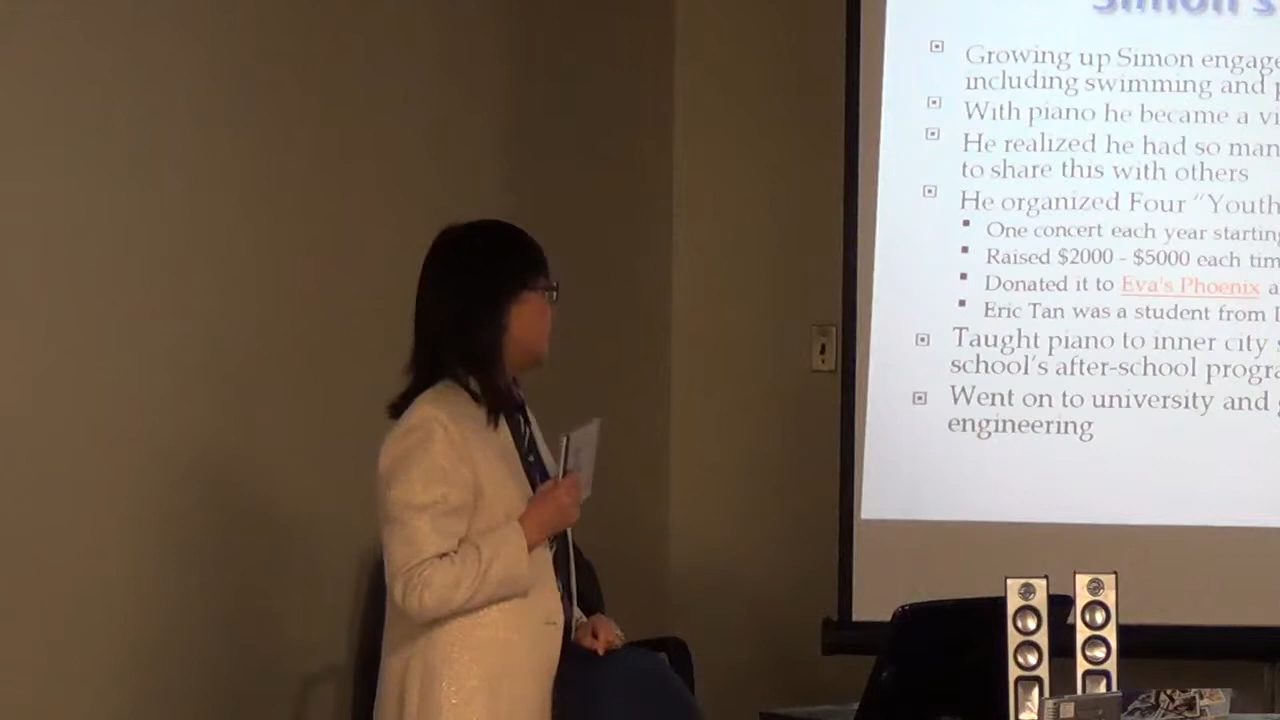 Simon's
Growing up Simon engage
including swimming and p
With piano he became a vi
He realized he had so man
to share this with others
He organized Four "Youth
One concert each year starting
Raised $2000 - $5000 each tim
Donated it to Eva's Phoenix a
Eric Tan was a student from
Taught piano to inner city s
school's after-school progra
Went on to university and
engineering